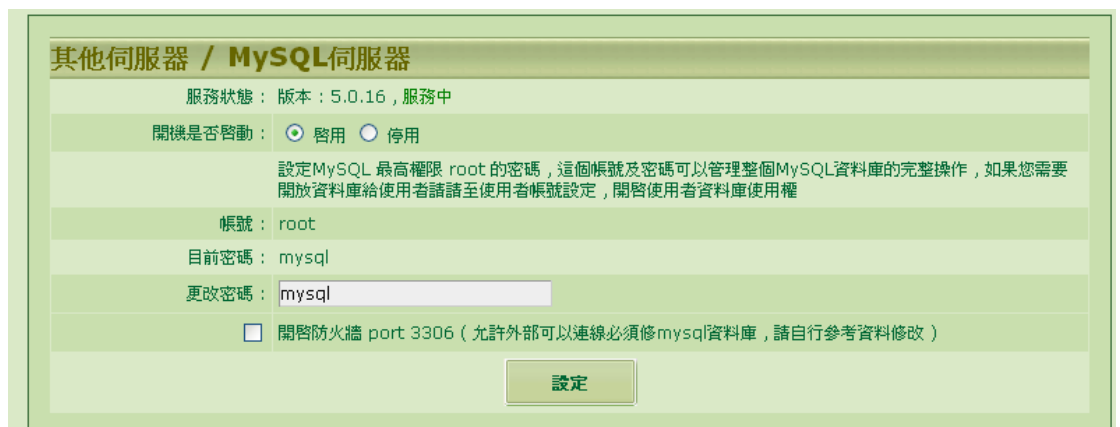 其他伺服器 / MySQL伺服器
服務狀態： 版本：5.0.16，服務中
開機是否啓動： 啓用 停用
設定MySQL 最高權限 root 的密碼，這個帳號及密碼可以管理整個MySQL資料庫的完整操作，如果您需要
開放資料庫給使用者請請至使用者帳號設定，開啓使用者資料庫使用權
帳號： root
目前密碼： mysql
更改密碼： mysql
開啓防火牆 port 3306 ( 允許外部可以連線必須修mysql資料庫，請自行參考資料修改 )
設定